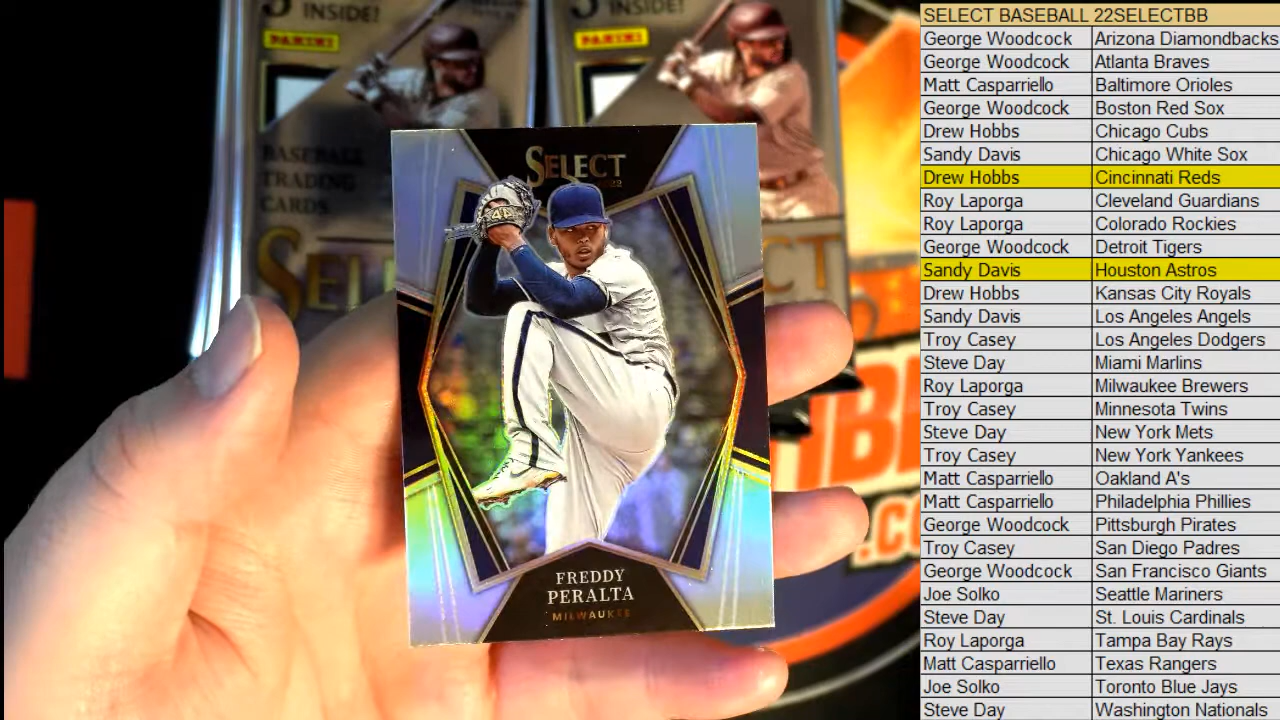 INSIDE!
PANINI
BASEBALL
TRADING
CARDS
INSIDE!
PANINI
SELECT
2022
FREDDY
PERALTA
MILWAUKEE
SELECT BASEBALL 22SELECTBB
George Woodcock Arizona Diamondbacks
George Woodcock Atlanta Braves
Matt Casparriello Baltimore Orioles
George Woodcock Boston Red Sox
Drew Hobbs Chicago Cubs
Sandy Davis Chicago White Sox
Drew Hobbs Cincinnati Reds
Roy Laporga Cleveland Guardians
Roy Laporga Colorado Rockies
George Woodcock Detroit Tigers
Sandy Davis Houston Astros
Drew Hobbs Kansas City Royals
Sandy Davis Los Angeles Angels
Troy Casey Los Angeles Dodgers
Steve Day Miami Marlins
Roy Laporga Milwaukee Brewers
Troy Casey Minnesota Twins
Steve Day New York Mets
Troy Casey New York Yankees
Matt Casparriello Oakland A's
Matt Casparriello Philadelphia Phillies
George Woodcock Pittsburgh Pirates
Troy Casey San Diego Padres
George Woodcock San Francisco Giants
Joe Solko Seattle Mariners
Steve Day St. Louis Cardinals
Roy Laporga Tampa Bay Rays
Matt Casparriello Texas Rangers
Joe Solko Toronto Blue Jays
Steve Day Washington Nationals